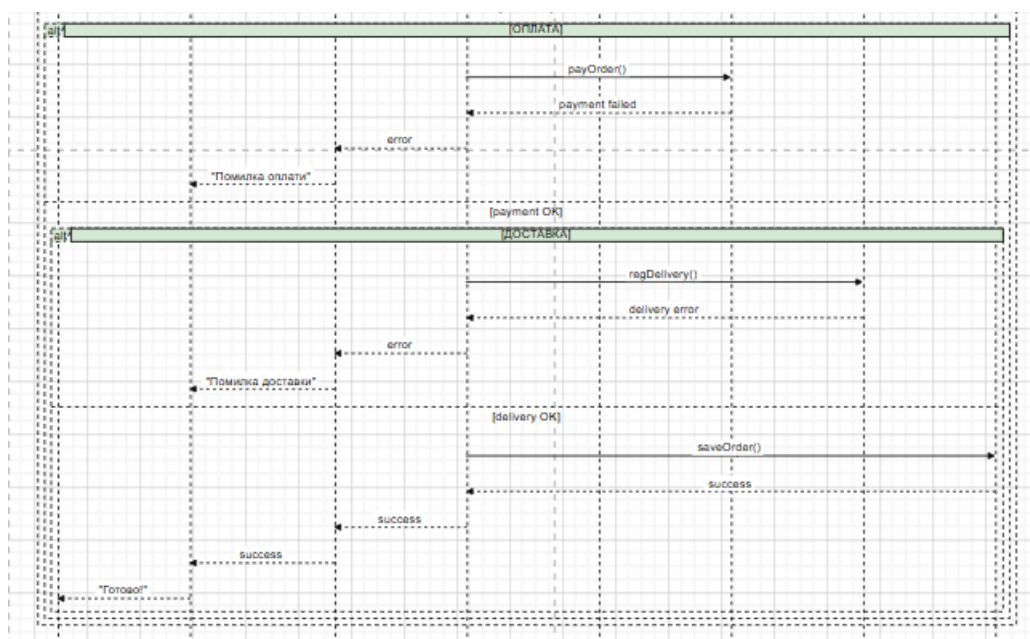 alt
[ОПЛАТА]
payOrder()
payment failed
error
"Помилка оплати"
[payment OK]
alt
[ДОСТАВКА]
regDelivery()
delivery error
error
"Помилка доставки"
[delivery OK]
saveOrder()
success
success
success
"Готово!"